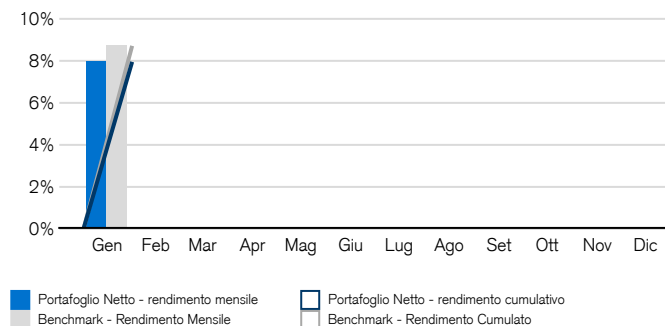 10%
8%
6%
4%
2%
0%
Gen Feb Mar Apr Mag Giu Lug Ago Set Ott Nov Dic
Portafoglio Netto - rendimento mensile Portafoglio Netto - rendimento cumulativo
Benchmark - Rendimento Mensile Benchmark - Rendimento Cumulato